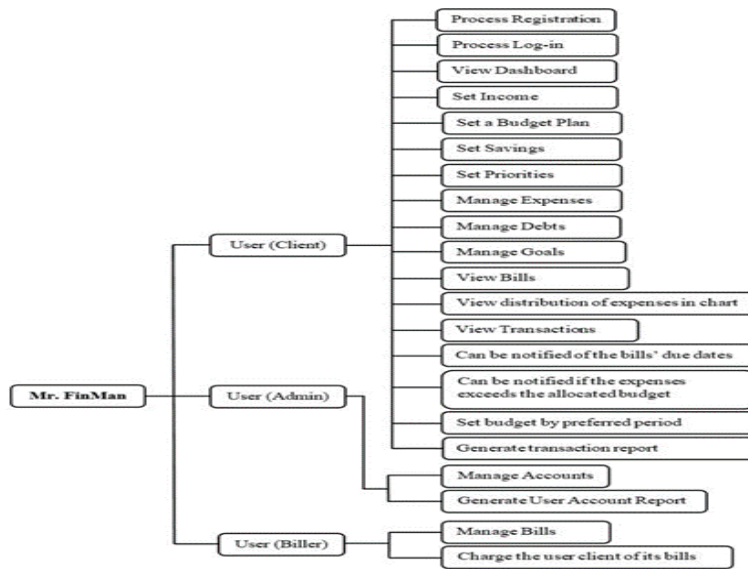 Process Registration
Process Log-in
View Dashboard
Set Income
Set a Budget Plan
Set Savings
Set Priorities
Manage Expenses
Manage Debts
User (Client)
Manage Goals
View Bills
View distribution of expenses in chart
View Transactions
Can be notified of the bills' due dates
Mr. FinMan
User (Admin)
Can be notified if the expenses
exceeds the allocated budget
Set budget by preferred period
Generate transaction report
Manage Accounts
Generate User Account Report
User (Biller)
Manage Bills
Charge the user client of its bills